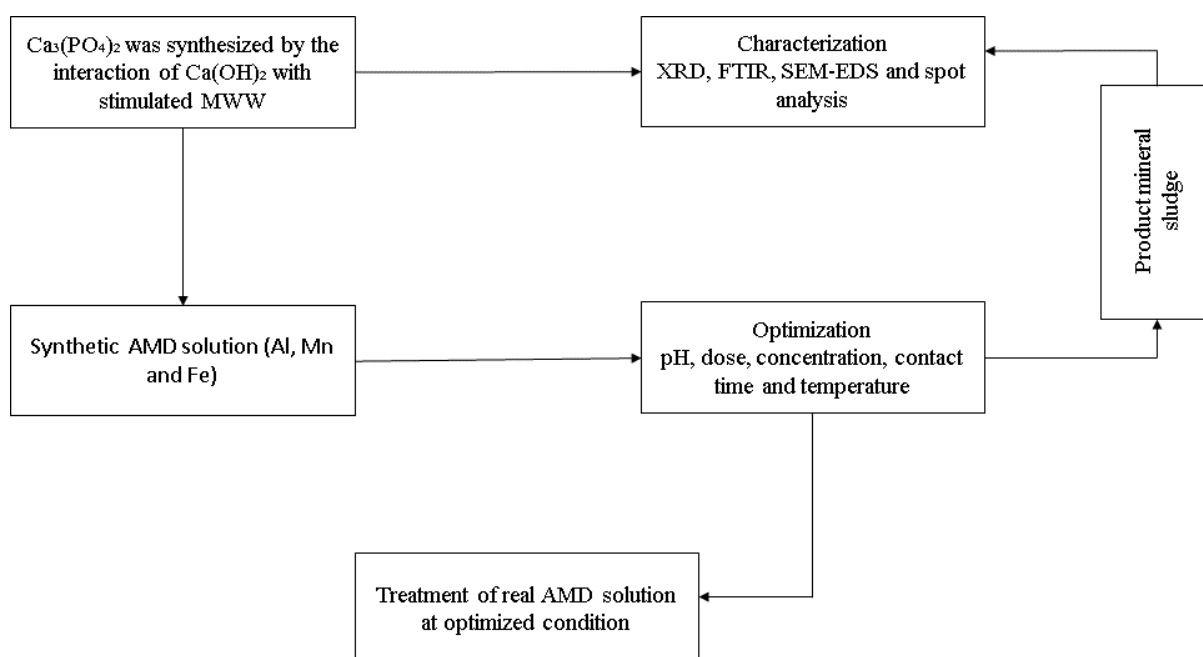 Ca₃(PO₄)₂ was synthesized by the
interaction of Ca(OH)₂ with
stimulated MWW
Characterization
XRD, FTIR, SEM-EDS and spot
analysis
Product mineral
sludge
Synthetic AMD solution (Al, Mn
and Fe)
Optimization
pH, dose, concentration, contact
time and temperature
Treatment of real AMD solution
at optimized condition